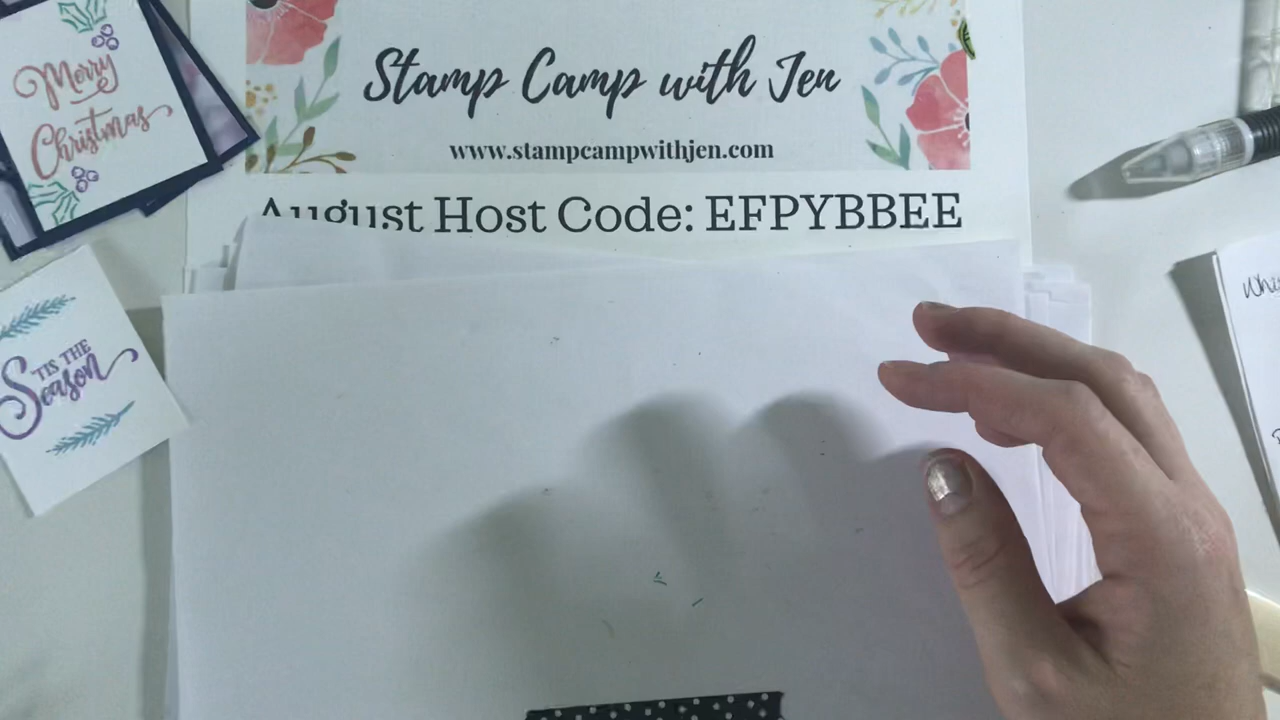 Merry
Christmas
Stamp Camp with Jen
www.stampcampwithjen.com
August Host Code: EFPYBBEE
'TIS THE
Season